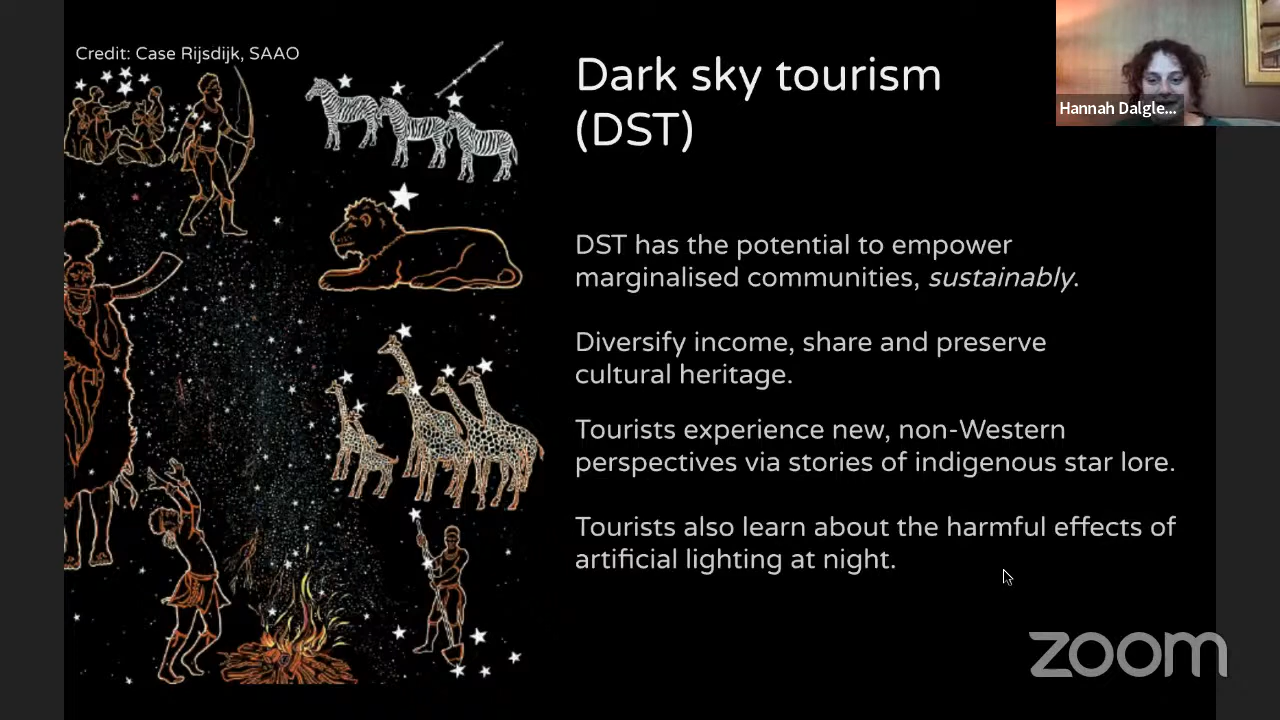 Credit: Case Rijsdijk, SAAO
Dark sky tourism
(DST)
Hannah Dalgle...
DST has the potential to empower
marginalised communities, sustainably.
Diversify income, share and preserve
cultural heritage.
Tourists experience new, non-Western
perspectives via stories of indigenous star lore.
Tourists also learn about the harmful effects of
artificial lighting at night.
zoom